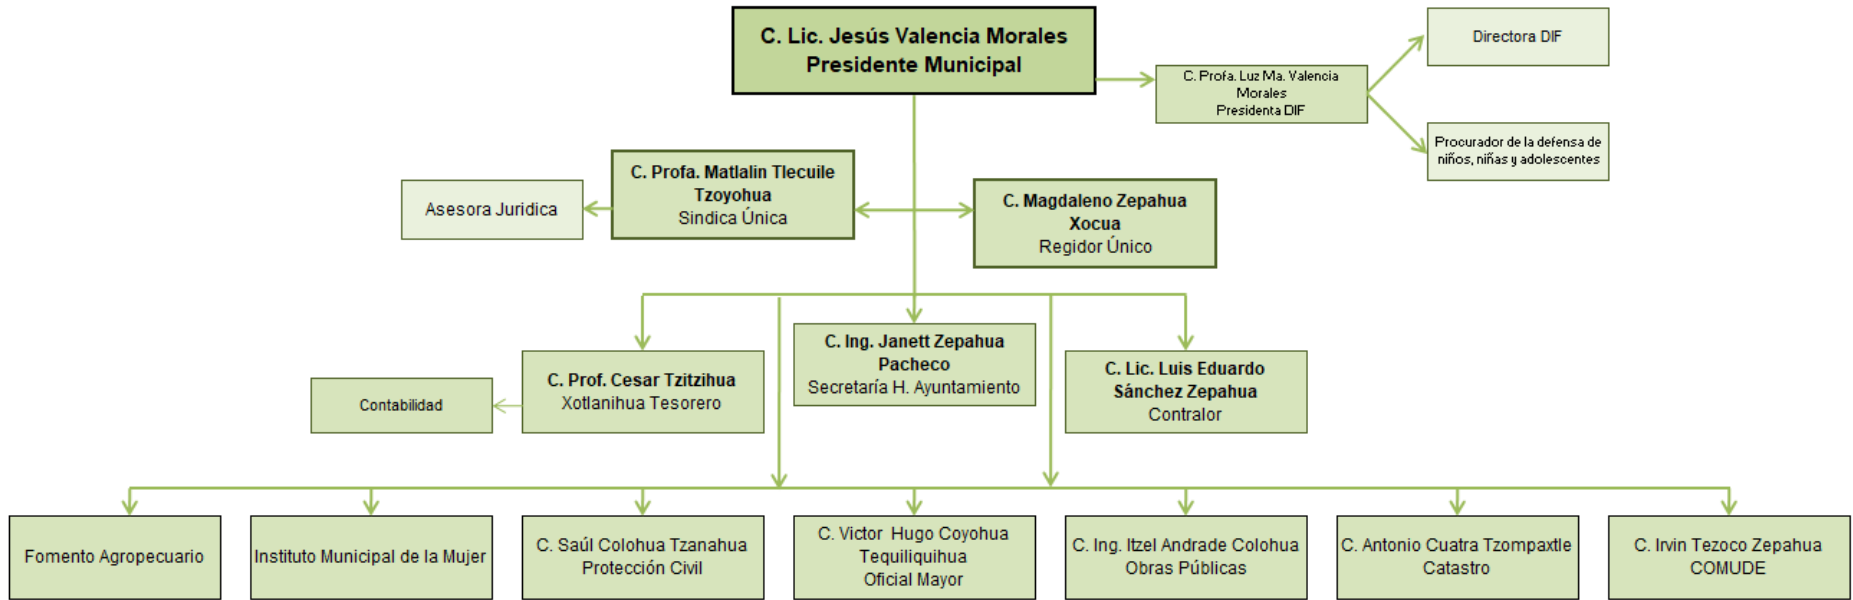 C. Lic. Jesús Valencia Morales
Presidente Municipal
Directora DIF
C. Profa. Luz Ma. Valencia
Morales
Presidenta DIF
Procurador de la defensa de
niños, niñas y adolescentes
C. Profa. Matlalin Tlecuile
Tzoyohua
Sindica Única
Asesora Juridica
C. Magdaleno Zepahua
Xocua
Regidor Único
C. Ing. Janett Zepahua
Pacheco
Secretaría H. Ayuntamiento
C. Prof. Cesar Tzitzihua
Xotlanihua Tesorero
Contabilidad
C. Lic. Luis Eduardo
Sánchez Zepahua
Contralor
Fomento Agropecuario
Instituto Municipal de la Mujer
C. Saúl Colohua Tzanahua
Protección Civil
C. Victor  Hugo Coyohua
Tequiliquihua
Oficial Mayor
C. Ing. Itzel Andrade Colohua
Obras Públicas
C. Antonio Cuatra Tzompaxtle
Catastro
C. Irvin Tezoco Zepahua
COMUDE